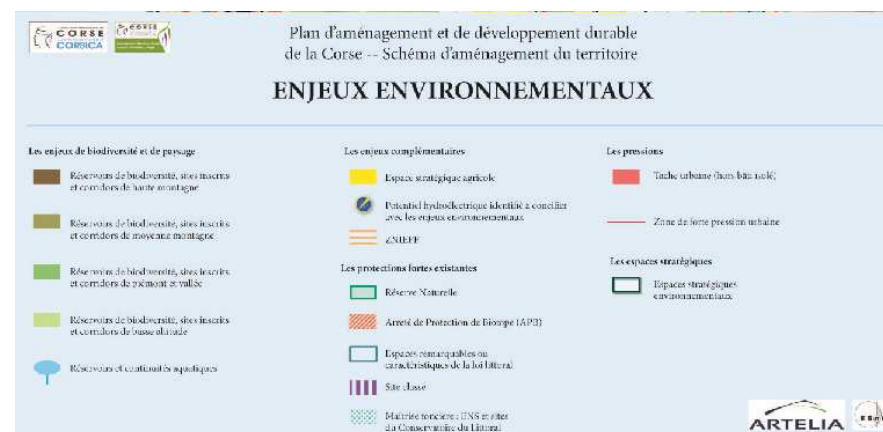 CORSE
CORSICA
CORSE
Plan d'aménagement et de développement durable
de la Corse -- Schéma d'aménagement du territoire
ENJEUX ENVIRONNEMENTAUX
Les enjeux de biodiversité et de paysage
Réservoirs de biodiversité, sites inscrits
et corridors de haute montagne
Réservoirs de biodiversité, sites inscrits
et corridors de moyenne montagne
Réservoirs de biodiversité, sites inscrits
et corridors de piémont et vallée
Réservoirs de biodiversité, sites inscrits
et corridors de basse altitude
Réservoirs et continuités aquatiques
Les enjeux complémentaires
Espace stratégique agricole
Potentiel hydroélectrique identifié à concilier
avec les enjeux environnementaux
ZNIEFF
Les protections fortes existantes
Réserve Naturelle
Arreté de Protection de Biotope (APB)
Espaces remarquables ou
caractéristiques de la loi littoral
Site classé
Maîtrise foncière : ENS et sites
du Conservatoire du Littoral
Les pressions
Tache urbaine (hors bâti isolé)
Zone de forte pression urbaine
Les espaces stratégiques
Espaces stratégiques
environnementaux
ARTELIA